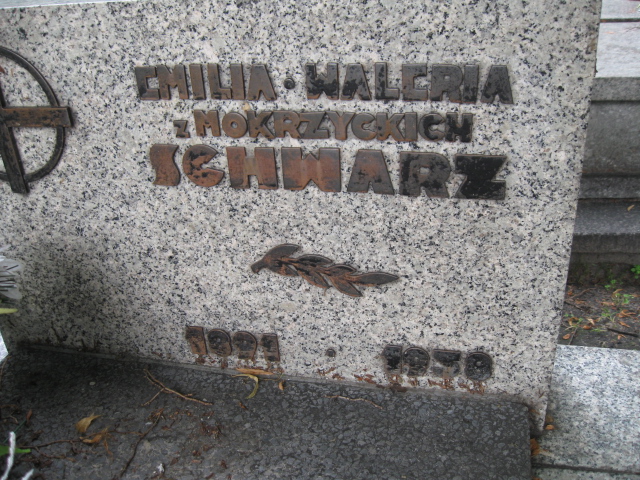 EMILIA • WALERIA
z MOKRZYCKICH
SCHWARZ